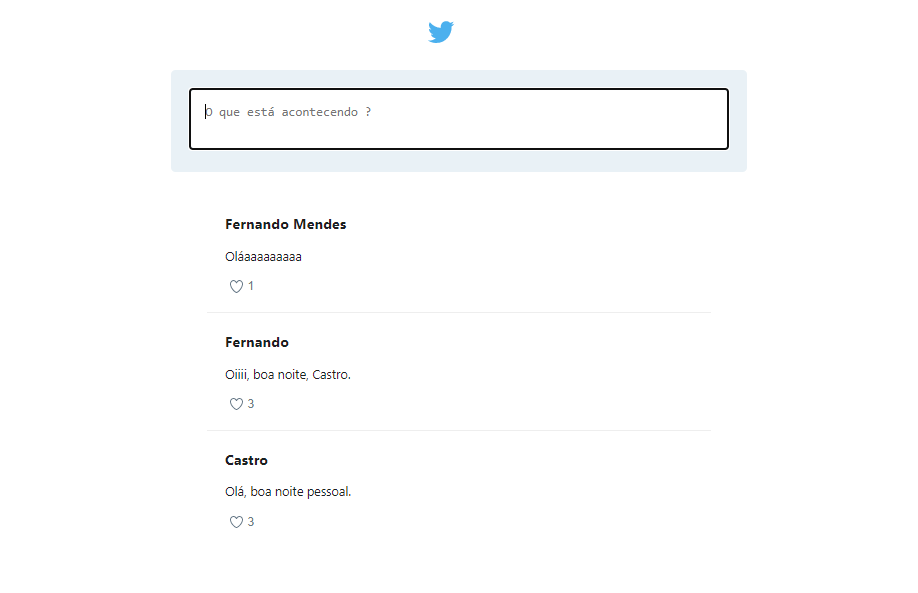 O que está acontecendo ?
Fernando Mendes
Oláaaaaaaaaa
1
Fernando
Oiiii, boa noite, Castro.
3
Castro
Olá, boa noite pessoal.
3